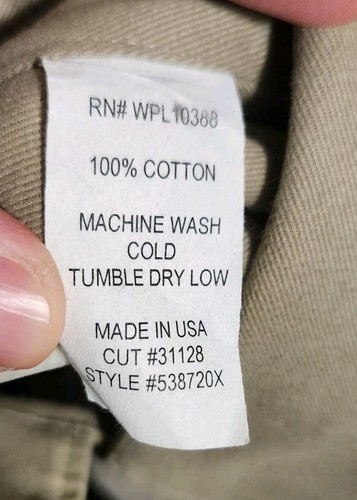 RN# WPL10388
100% COTTON
MACHINE WASH
COLD
TUMBLE DRY LOW
MADE IN USA
CUT #31128
STYLE #538720X